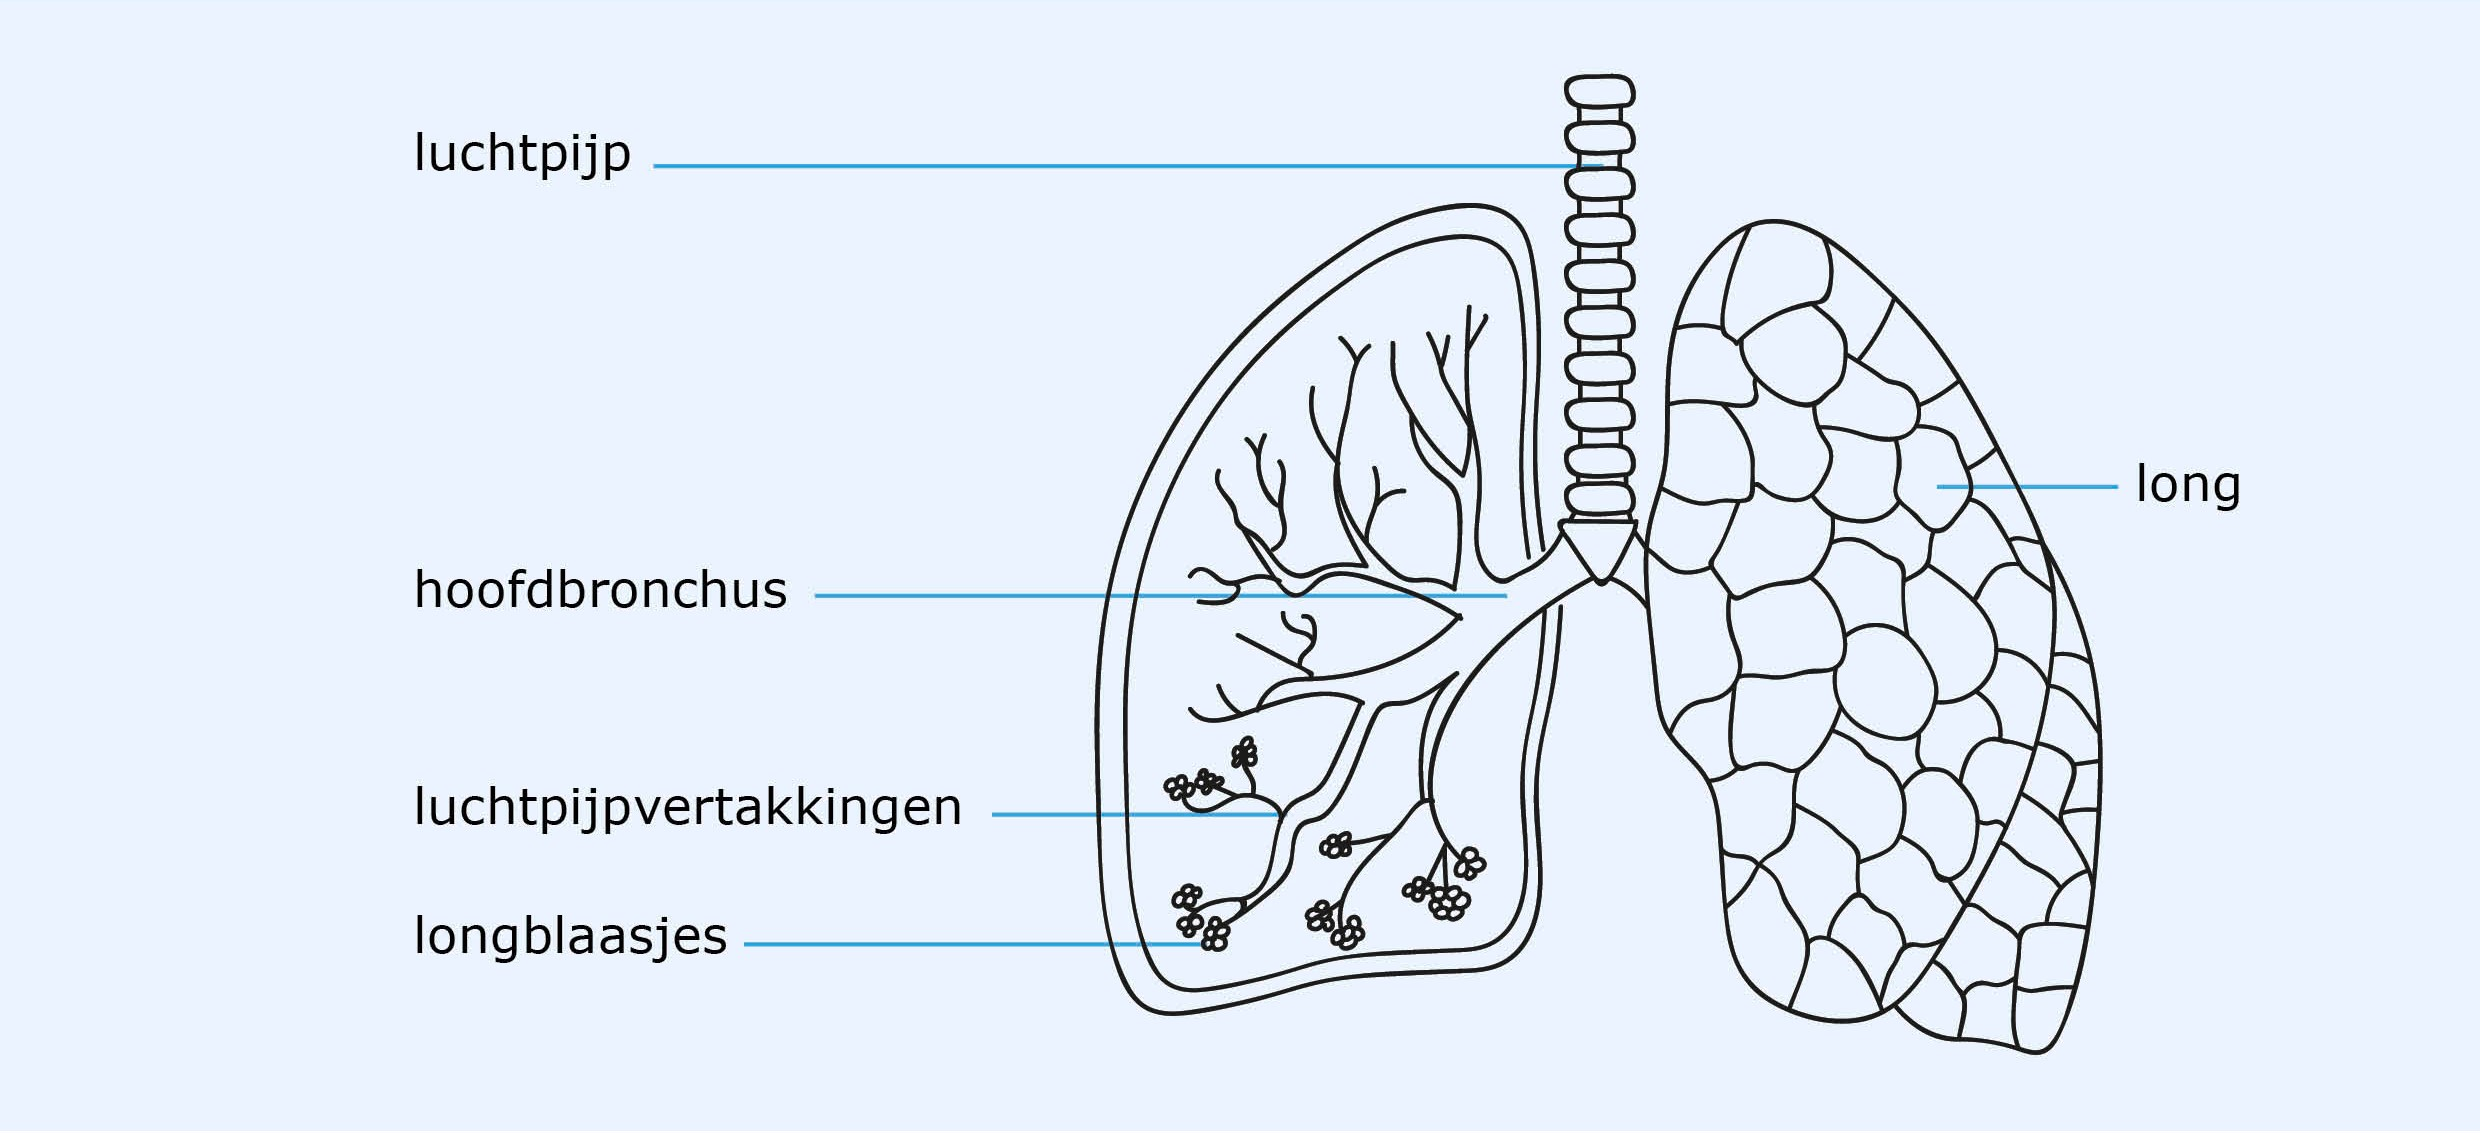 luchtpijp
long
hoofdbronchus
luchtpijpvertakkingen
longblaasjes